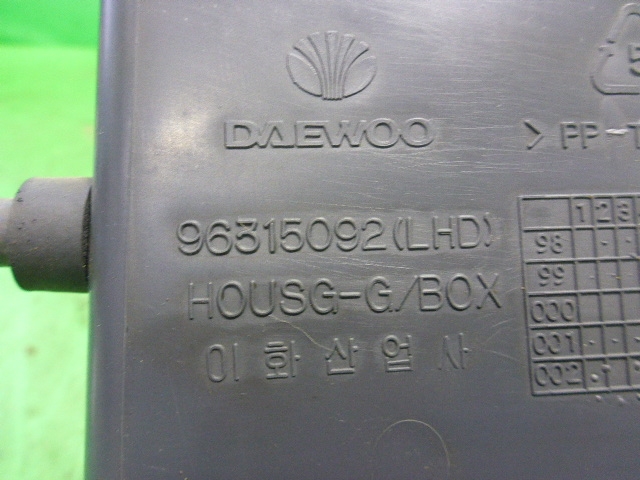 DAEWOO
5
>PP-T
96315092(LHD)
HOUSG-G/BOX
이화산업사
1 2 3
98
99
000
001
002